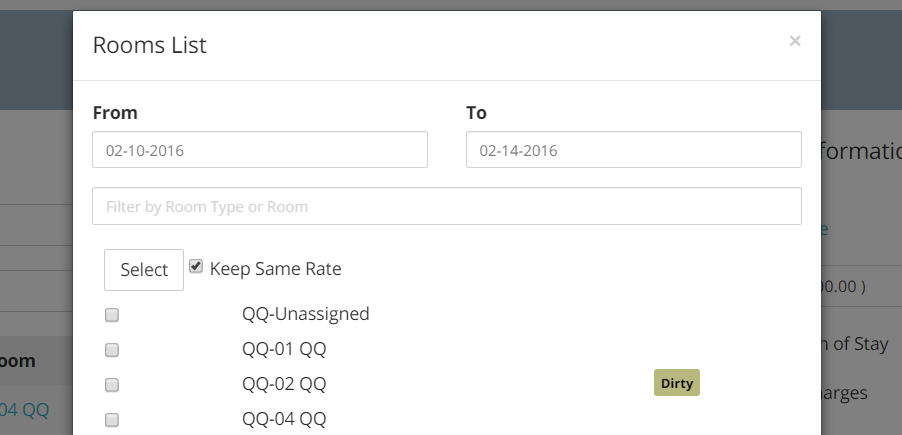 Rooms List
×
From
To
02-10-2016
02-14-2016
formatio
Filter by Room Type or Room
e
Select
Keep Same Rate
00.00 )
QQ-Unassigned
n of Stay
QQ-01 QQ
oom
QQ-02 QQ
Dirty
arges
04 QQ
QQ-04 QQ